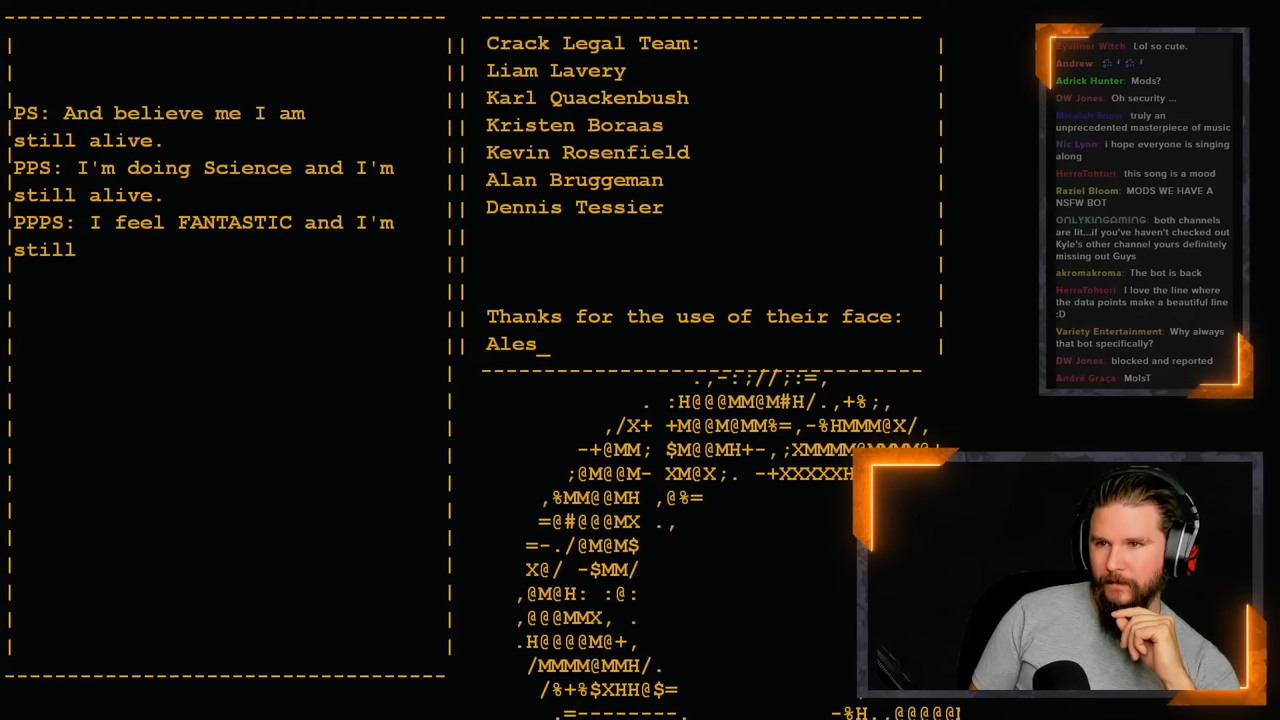 PS: And believe me I am
still alive.
PPS: I'm doing Science and I'm
still alive.
PPPS: I feel FANTASTIC and I'm
still
Crack Legal Team:
Liam Lavery
Karl Quackenbush
Kristen Boraas
Kevin Rosenfield
Alan Bruggeman
Dennis Tessier
Thanks for the use of their face:
Ales_
Eyeliner Witch: Lol so cute.
Andrew:
Adrick Hunter: Mods?
DW Jones: Oh security ...
truly an
unprecedented masterpiece of music
Nic Lynn: i hope everyone is singing
along
HerraTohtori: this song is a mood
Raziel Bloom: MODS WE HAVE A
NSFW BOT
ONLYKINGAMING: both channels
are lit...if you've haven't checked out
Kyle's other channel yours definitely
missing out Guys
akromakroma: The bot is back
HerraTohtori: I love the line where
the data points make a beautiful line
:D
Variety Entertainment: Why always
that bot specifically?
DW Jones: blocked and reported
André Graça: MolsT